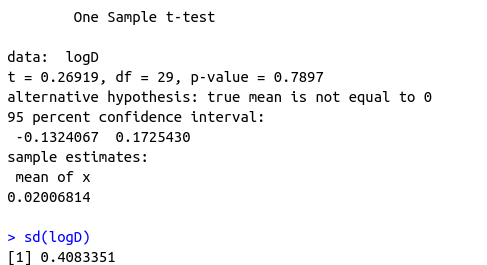 One Sample t-test
data:  logD
t = 0.26919, df = 29, p-value = 0.7897
alternative hypothesis: true mean is not equal to 0
95 percent confidence interval:
-0.1324067  0.1725430
sample estimates:
mean of x
0.02006814
> sd(logD)
[1] 0.4083351